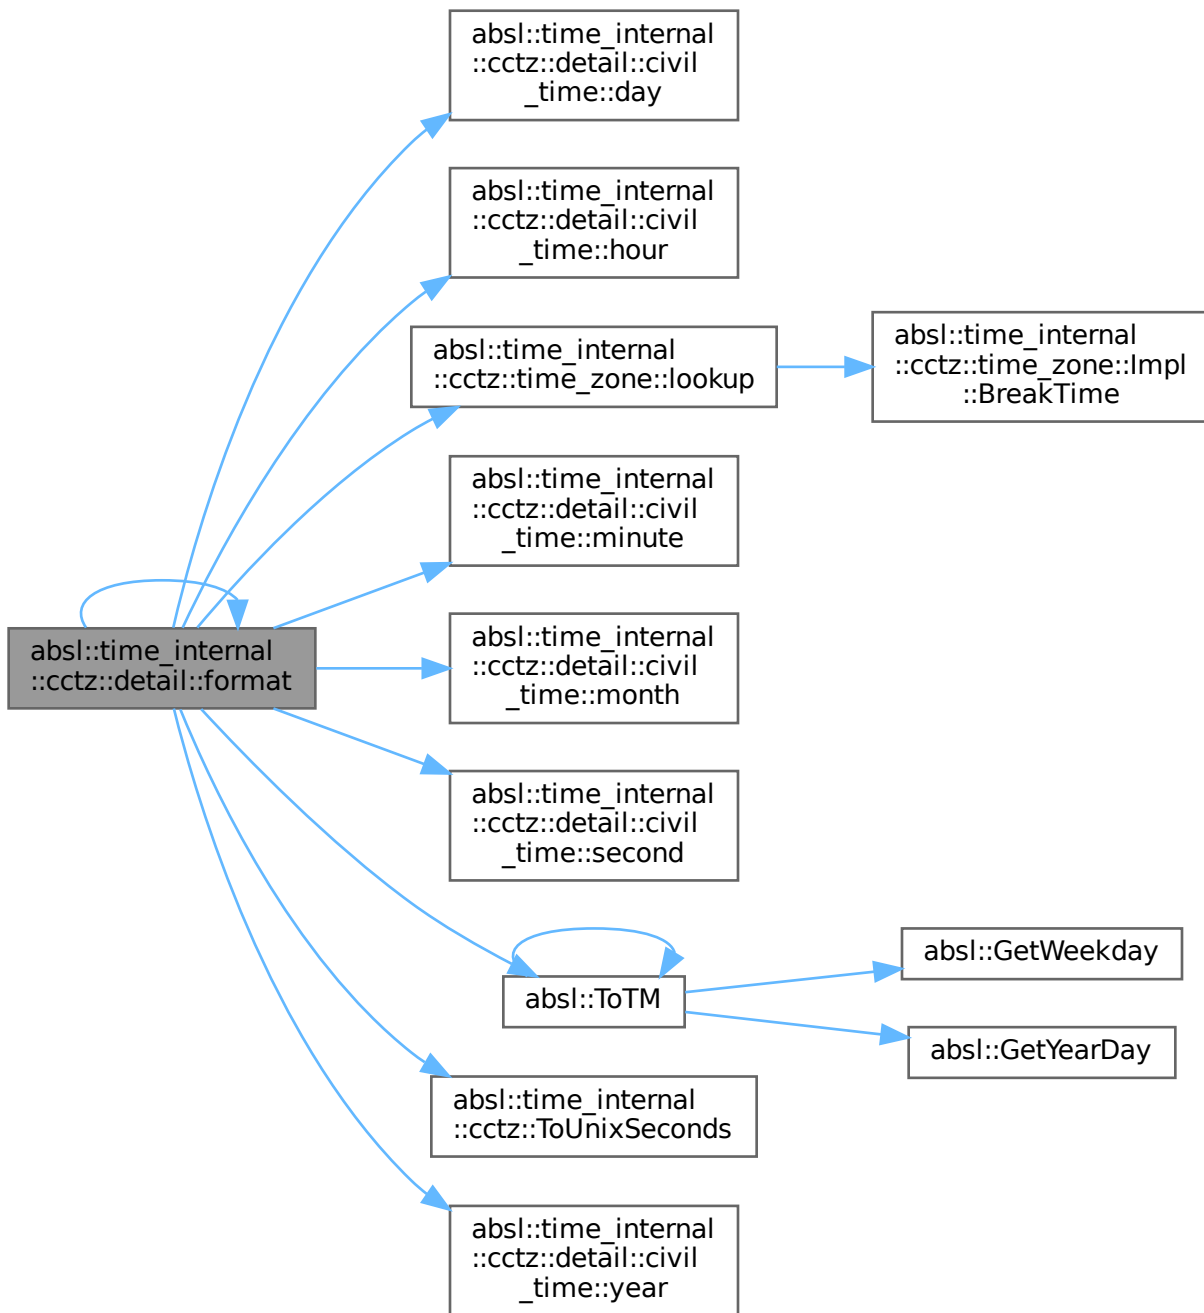 absl::time_internal
::cctz::detail::civil
_time::day
absl::time_internal
::cctz::detail::civil
_time::hour
absl::time_internal
::cctz::time_zone::lookup
absl::time_internal
::cctz::time_zone::Impl
::BreakTime
absl::time_internal
::cctz::detail::civil
_time::minute
absl::time_internal
::cctz::detail::format
absl::time_internal
::cctz::detail::civil
_time::month
absl::time_internal
::cctz::detail::civil
_time::second
absl::ToTM
absl::GetWeekday
absl::GetYearDay
absl::time_internal
::cctz::ToUnixSeconds
absl::time_internal
::cctz::detail::civil
_time::year